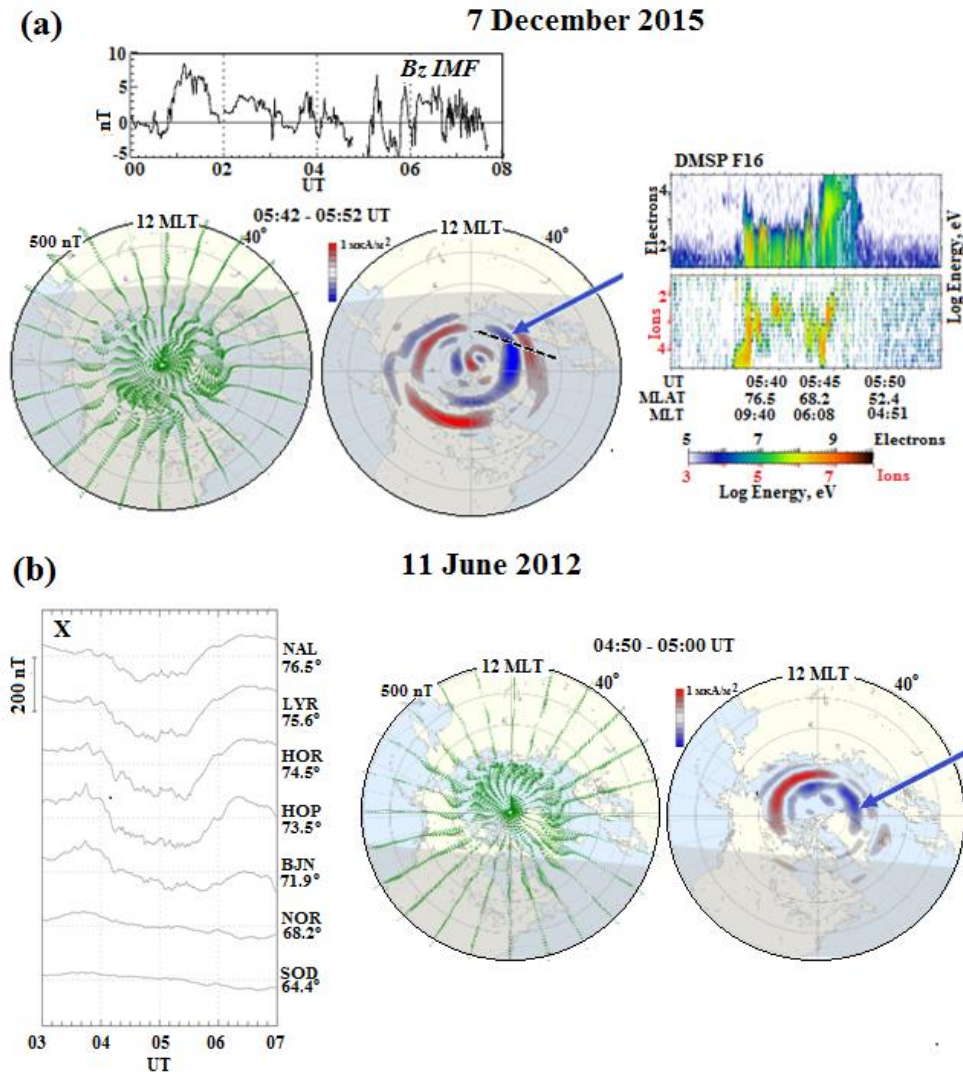 (a)
7 December 2015
10
Bz IMF
5
nT
0
-5
00 02 04 06 08
UT
DMSP F16
Electrons
4
2
Log Energy, eV
Ions
2
4
UT 05:40 05:45 05:50
MLAT 76.5 68.2 52.4
MLT 09:40 06:08 04:51
5 7 9 Electrons
3 5 7 Ions
Log Energy, eV
05:42 - 05:52 UT
500 nT
12 MLT
40°
1 мкА/м²
12 MLT
40°
(b)
11 June 2012
X
200 nT
NAL
76.5°
LYR
75.6°
HOR
74.5°
HOP
73.5°
BJN
71.9°
NOR
68.2°
SOD
64.4°
03 04 05 06 07
UT
04:50 - 05:00 UT
500 nT
12 MLT
40°
1 мкА/м²
12 MLT
40°